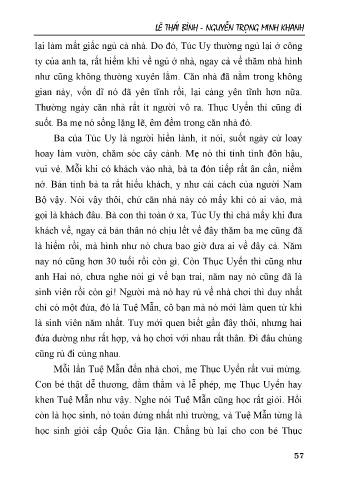 LÊ THÁI BÌNH - NGUYỄN TRỌNG MINH KHANH
lại làm mất giấc ngủ cả nhà. Do đó, Túc Uy thường ngủ lại ở công
ty của anh ta, rất hiếm khi về ngủ ở nhà, ngay cả về thăm nhà hình
như cũng không thường xuyên lắm. Căn nhà đã nằm trong không
gian này, vốn dĩ nó đã yên tĩnh rồi, lại càng yên tĩnh hơn nữa.
Thường ngày căn nhà rất ít người vô ra. Thục Uyển thì cũng đi
suốt. Ba mẹ nó sống lặng lẽ, êm đềm trong căn nhà đó.
Ba của Túc Uy là người hiền lành, ít nói, suốt ngày cứ loay
hoay làm vườn, chăm sóc cây cảnh. Mẹ nó thì tính tình đôn hậu,
vui vẻ. Mỗi khi có khách vào nhà, bà ta đón tiếp rất ân cần, niềm
nở. Bản tính bà ta rất hiếu khách, y như cái cách của người Nam
Bộ vậy. Nói vậy thôi, chứ căn nhà này có mấy khi có ai vào, mà
gọi là khách đâu. Bà con thì toàn ở xa, Túc Uy thì chả mấy khi đưa
khách về, ngay cả bản thân nó chịu lết về đây thăm ba mẹ cũng đã
là hiếm rồi, mà hình như nó chưa bao giờ đưa ai về đây cả. Năm
nay nó cũng hơn 30 tuổi rồi còn gì. Còn Thục Uyển thì cũng như
anh Hai nó, chưa nghe nói gì về bạn trai, năm nay nó cũng đã là
sinh viên rồi còn gì! Người mà nó hay rủ về nhà chơi thì duy nhất
chỉ có một đứa, đó là Tuệ Mẫn, cô bạn mà nó mới làm quen từ khi
là sinh viên năm nhất. Tuy mới quen biết gần đây thôi, nhưng hai
đứa dường như rất hợp, và họ chơi với nhau rất thân. Đi đâu chúng
cũng rủ đi cùng nhau.
Mỗi lần Tuệ Mẫn đến nhà chơi, mẹ Thục Uyển rất vui mừng.
Con bé thật dễ thương, đằm thắm và lễ phép, mẹ Thục Uyển hay
khen Tuệ Mẫn như vậy. Nghe nói Tuệ Mẫn cũng học rất giỏi. Hồi
còn là học sinh, nó toàn đứng nhất nhì trường, và Tuệ Mẫn từng là
học sinh giỏi cấp Quốc Gia lận. Chẳng bù lại cho con bé Thục
57